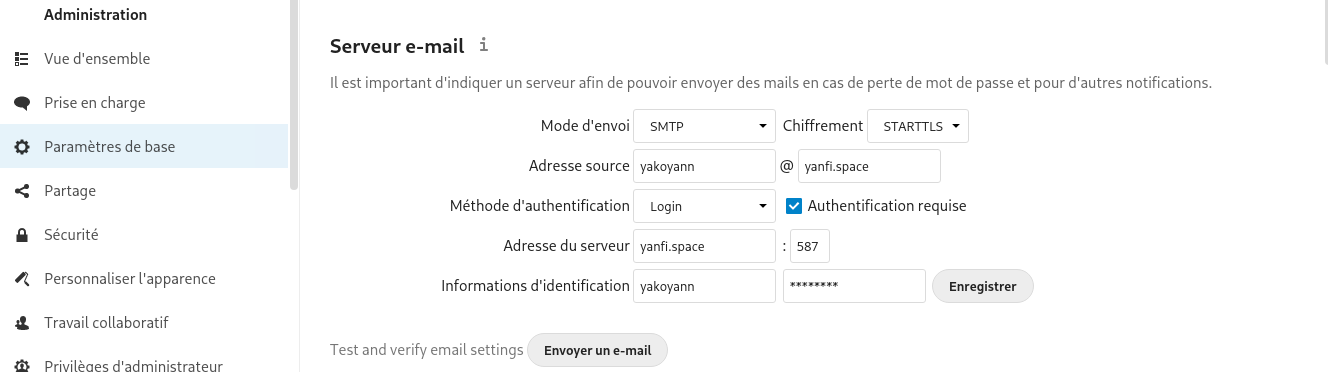 Administration
Vue d'ensemble
Prise en charge
Paramètres de base
Partage
Sécurité
Personnaliser l'apparence
Travail collaboratif
Privilèges d'administrateur
Serveur e-mail
Il est important d'indiquer un serveur afin de pouvoir envoyer des mails en cas de perte de mot de passe et pour d'autres notifications.
Mode d'envoi SMTP Chiffrement STARTTLS
Adresse source yakoyann @ yanfi.space
Méthode d'authentification Login Authentification requise
Adresse du serveur yanfi.space : 587
Informations d'identification yakoyann ******** Enregistrer
Test and verify email settings Envoyer un e-mail